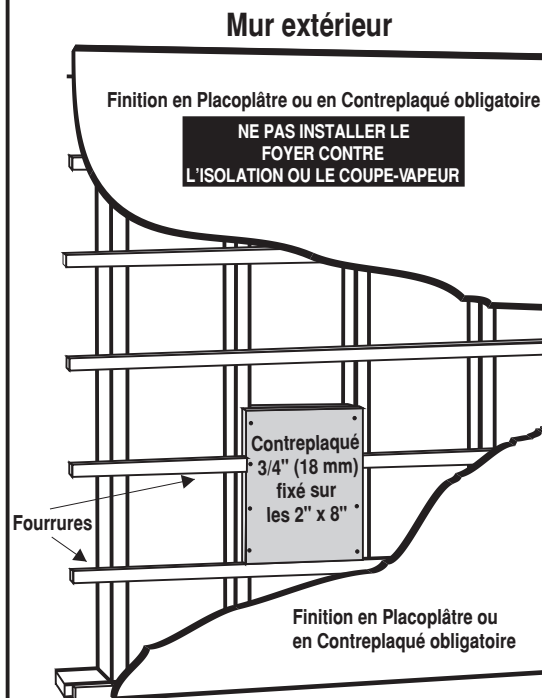 Mur extérieur
Finition en Placoplâtre ou en Contreplaqué obligatoire
NE PAS INSTALLER LE
FOYER CONTRE
L'ISOLATION OU LE COUPE-VAPEUR
Contreplaqué
3/4" (18 mm)
fixé sur
les 2" x 8"
Fourrures
Finition en Placoplâtre ou
en Contreplaqué obligatoire